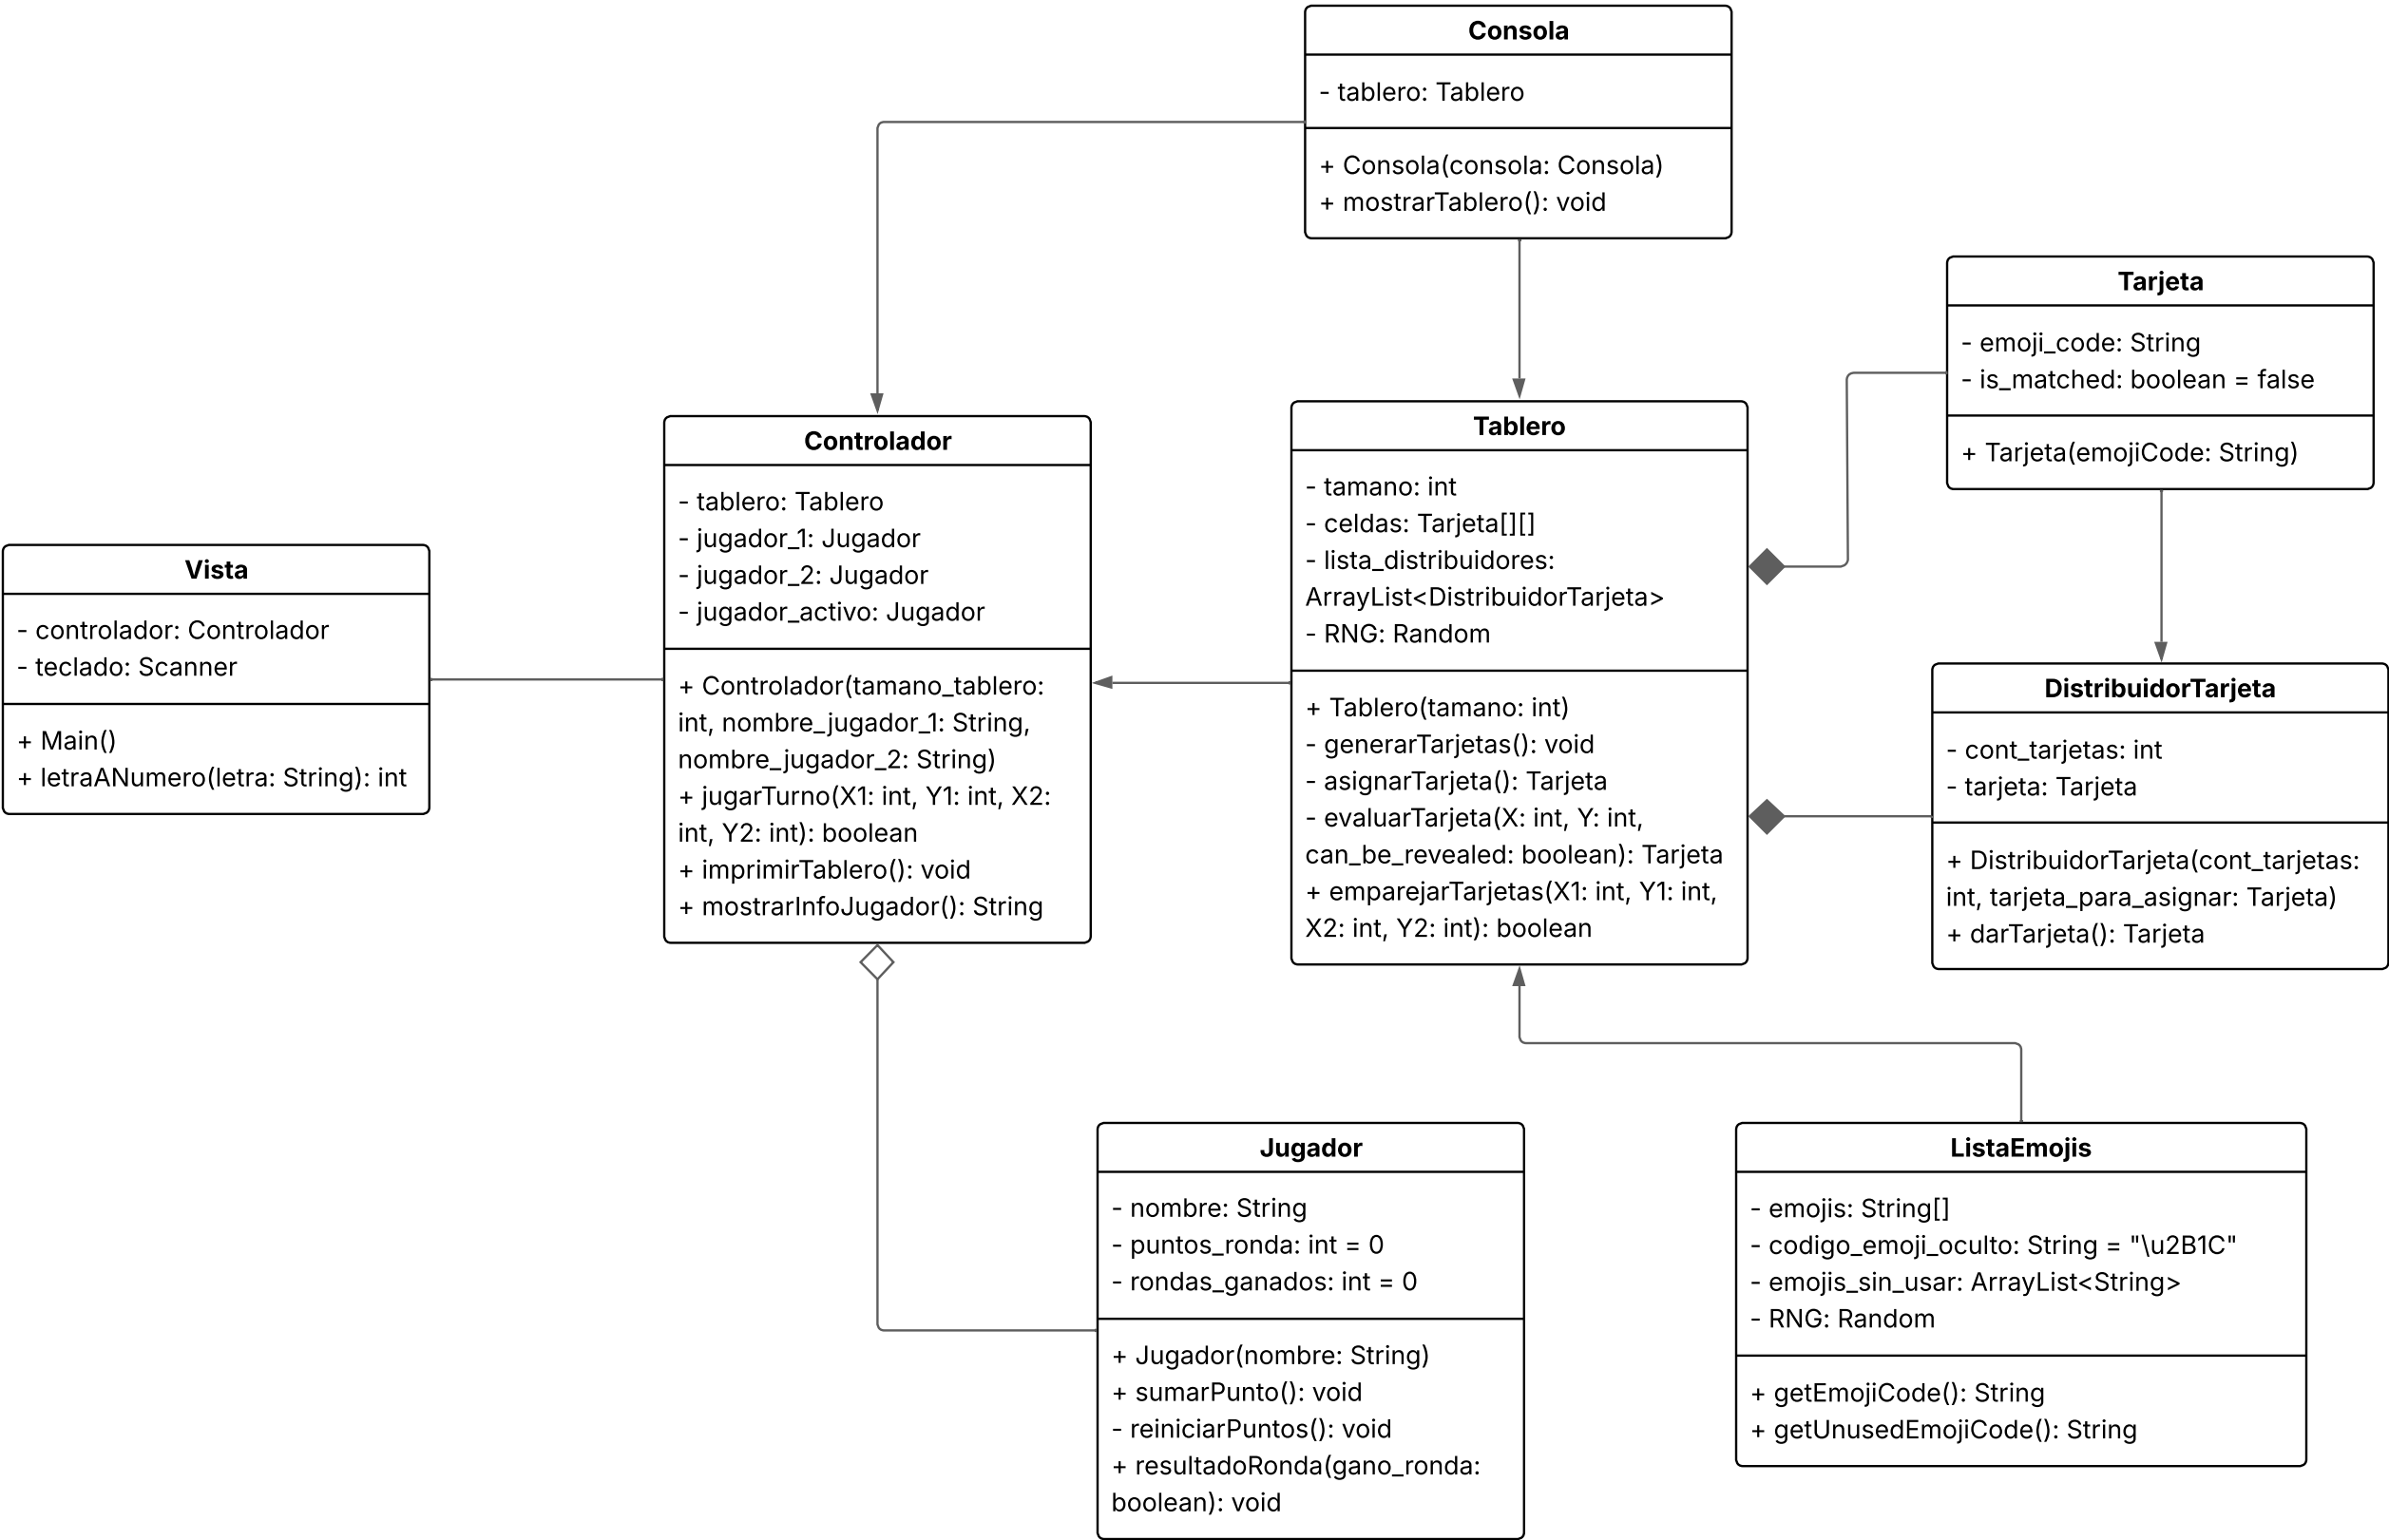 Consola
- tablero: Tablero
+ Consola(consola: Consola)
+ mostrarTablero(): void
Tarjeta
- emoji_code: String
- is_matched: boolean = false
+ Tarjeta(emojiCode: String)
Controlador
- tablero: Tablero
- jugador_1: Jugador
- jugador_2: Jugador
- jugador_activo: Jugador
+ Controlador(tamano_tablero:
int, nombre_jugador_1: String,
nombre_jugador_2: String)
+ jugarTurno(X1: int, Y1: int, X2:
int, Y2: int): boolean
+ imprimirTablero(): void
+ mostrarInfoJugador(): String
Tablero
- tamano: int
- celdas: Tarjeta[][]
- lista_distribuidores:
ArrayList<DistribuidorTarjeta>
- RNG: Random
+ Tablero(tamano: int)
- generarTarjetas(): void
- asignarTarjeta(): Tarjeta
- evaluarTarjeta(X: int, Y: int,
can_be_revealed: boolean): Tarjeta
+ emparejarTarjetas(X1: int, Y1: int,
X2: int, Y2: int): boolean
Vista
- controlador: Controlador
- teclado: Scanner
+ Main()
+ letraANumero(letra: String): int
DistribuidorTarjeta
- cont_tarjetas: int
- tarjeta: Tarjeta
+ DistribuidorTarjeta(cont_tarjetas:
int, tarjeta_para_asignar: Tarjeta)
+ darTarjeta(): Tarjeta
Jugador
- nombre: String
- puntos_ronda: int = 0
- rondas_ganados: int = 0
+ Jugador(nombre: String)
+ sumarPunto(): void
- reiniciarPuntos(): void
+ resultadoRonda(gano_ronda:
boolean): void
ListaEmojis
- emojis: String[]
- codigo_emoji_oculto: String = "\u2B1C"
- emojis_sin_usar: ArrayList<String>
- RNG: Random
+ getEmojiCode(): String
+ getUnusedEmojiCode(): String